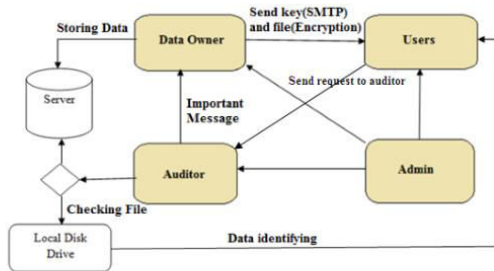 Storing Data
Data Owner
Send key(SMTP)
and file(Encryption)
Users
Server
Important
Message
Send request to auditor
Auditor
Admin
Checking File
Local Disk
Drive
Data identifying